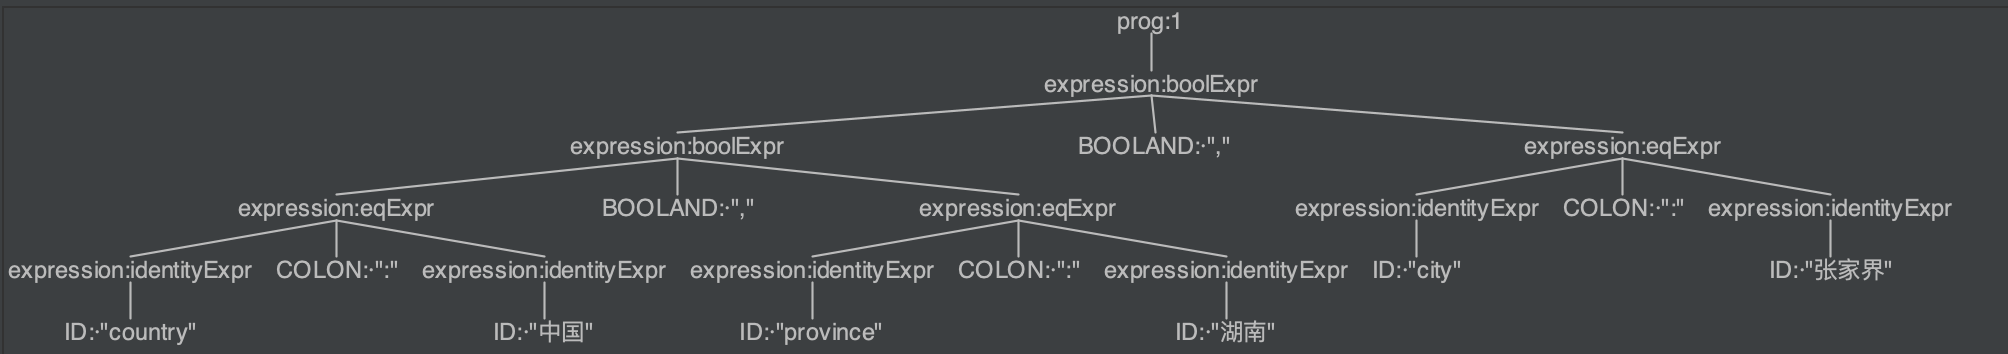 prog:1
expression:boolExpr
expression:boolExpr BOOLAND:·"," expression:eqExpr
expression:eqExpr BOOLAND:·"," expression:eqExpr expression:identityExpr COLON:·":" expression:identityExpr
expression:identityExpr COLON:·":" expression:identityExpr expression:identityExpr COLON:·":" expression:identityExpr ID:·"city" ID:·"张家界"
ID:·"country" ID:·"中国" ID:·"province" ID:·"湖南"